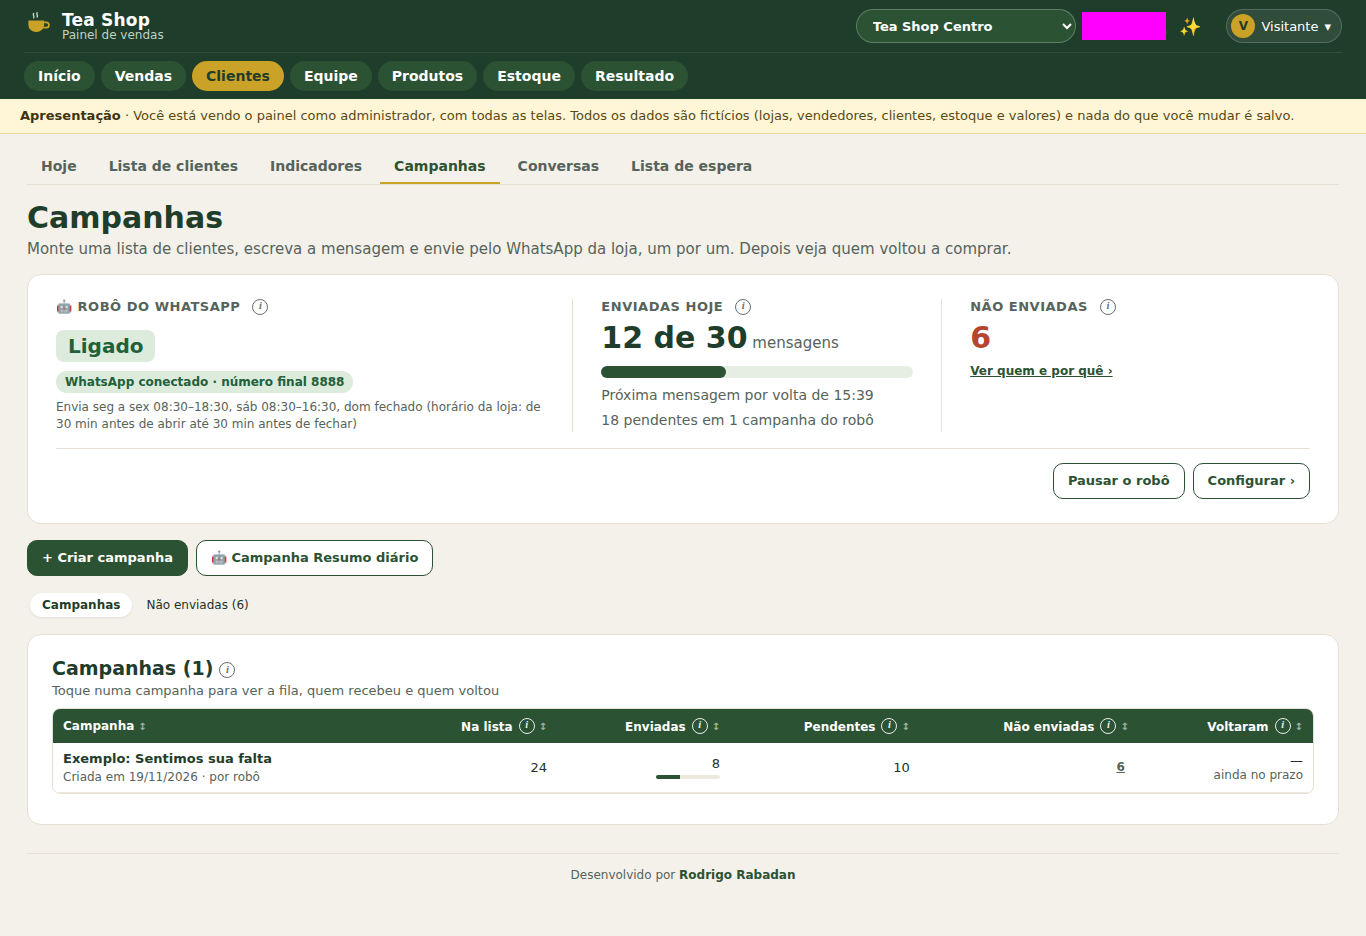 Tea Shop
Painel de vendas
Tea Shop Centro
V Visitante ▾
Início Vendas Clientes Equipe Produtos Estoque Resultado
Apresentação · Você está vendo o painel como administrador, com todas as telas. Todos os dados são fictícios (lojas, vendedores, clientes, estoque e valores) e nada do que você mudar é salvo.
Hoje Lista de clientes Indicadores Campanhas Conversas Lista de espera
Campanhas
Monte uma lista de clientes, escreva a mensagem e envie pelo WhatsApp da loja, um por um. Depois veja quem voltou a comprar.
🤖 ROBÔ DO WHATSAPP i
Ligado
WhatsApp conectado · número final 8888
Envia seg a sex 08:30–18:30, sáb 08:30–16:30, dom fechado (horário da loja: de
30 min antes de abrir até 30 min antes de fechar)
ENVIADAS HOJE i
12 de 30 mensagens
Próxima mensagem por volta de 15:39
18 pendentes em 1 campanha do robô
NÃO ENVIADAS i
6
Ver quem e por quê ›
Pausar o robô Configurar ›
+ Criar campanha 🤖 Campanha Resumo diário
Campanhas Não enviadas (6)
Campanhas (1) i
Toque numa campanha para ver a fila, quem recebeu e quem voltou
Campanha ↕ Na lista i ↕ Enviadas i ↕ Pendentes i ↕ Não enviadas i ↕ Voltaram i ↕
Exemplo: Sentimos sua falta
Criada em 19/11/2026 · por robô
24 8 10 6 —
ainda no prazo
Desenvolvido por Rodrigo Rabadan